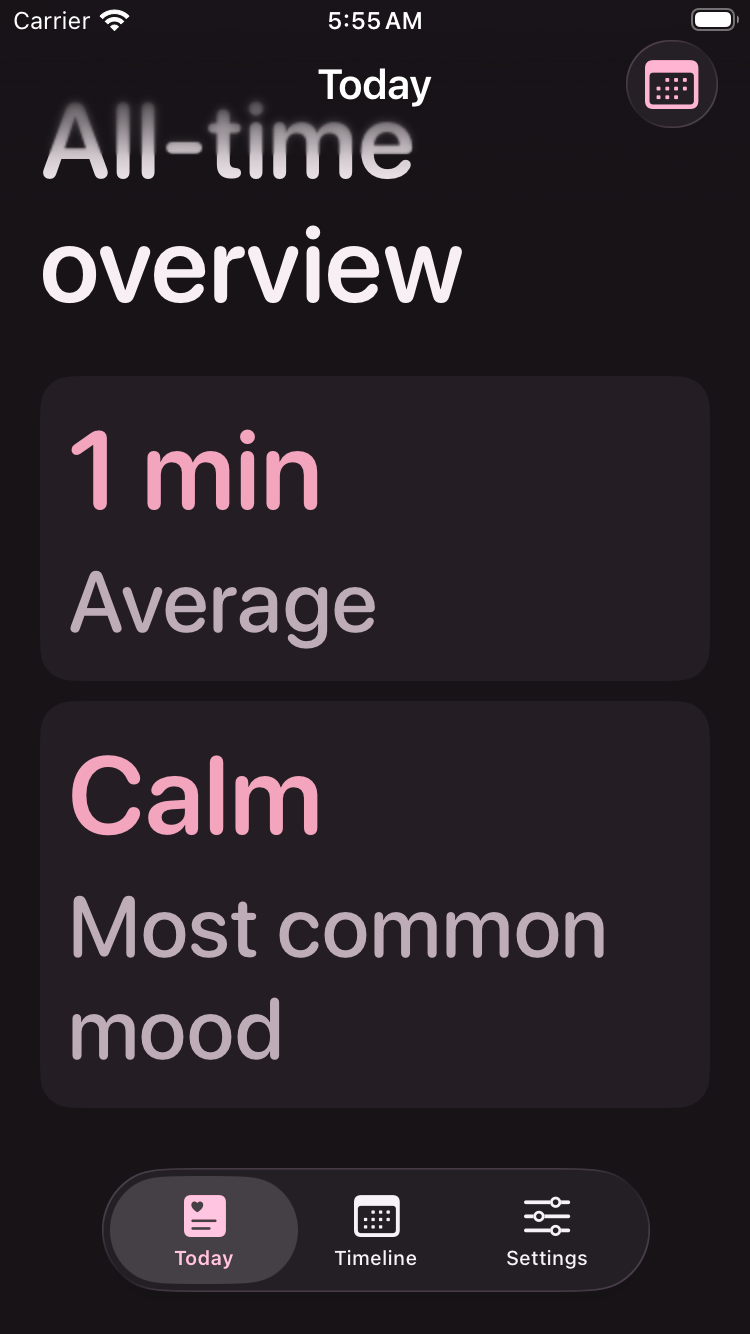 Carrier 5:55 AM
Today
All-time
overview
1 min
Average
Calm
Most common
mood
Today Timeline Settings